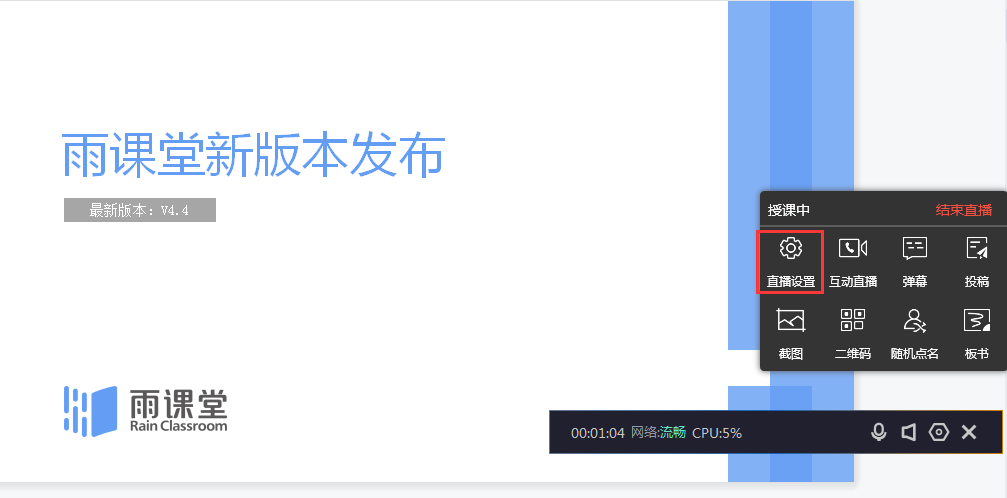 雨课堂新版本发布
最新版本：V4.4
授课中 结束直播
直播设置 互动直播 弹幕 投稿
截图 二维码 随机点名 板书
雨课堂
Rain Classroom
00:01:04 网络:流畅 CPU:5%